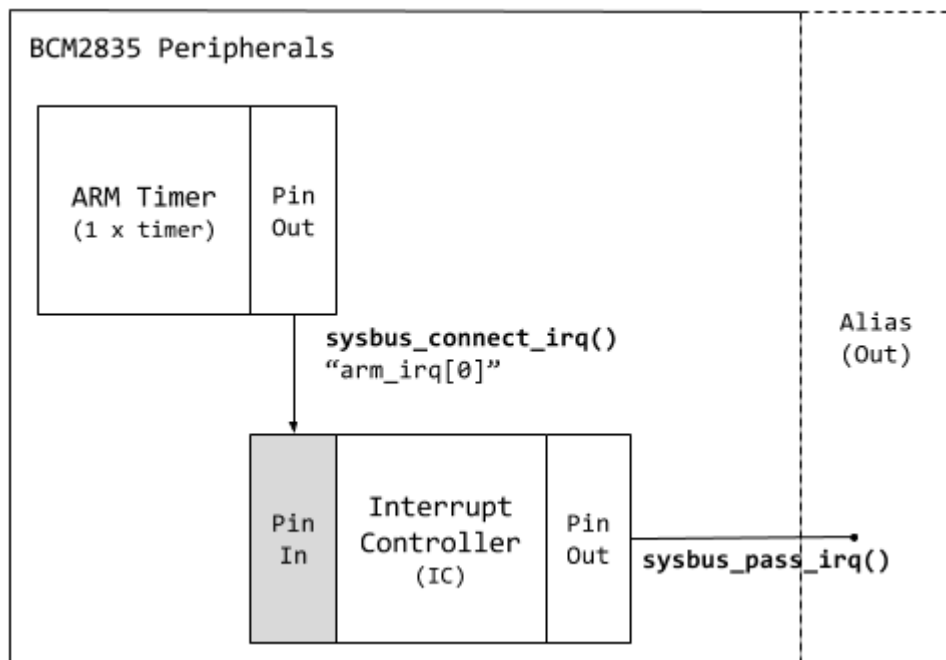 BCM2835 Peripherals
ARM Timer
(1 x timer)
Pin
Out
sysbus_connect_irq()
“arm_irq[0]”
Alias
(Out)
Pin
In
Interrupt
Controller
(IC)
Pin
Out
sysbus_pass_irq()